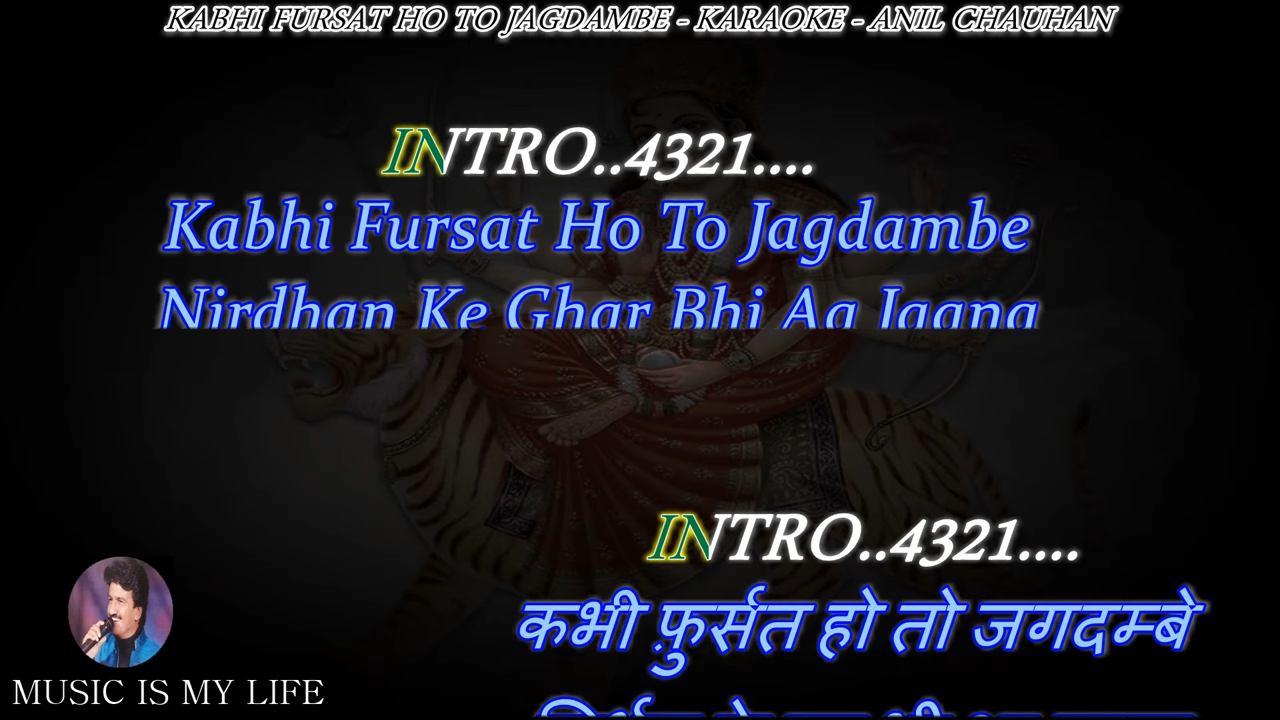 KABHI FURSAT HO TO JAGDAMBE - KARAOKE - ANIL CHAUHAN
INTRO..4321....
Kabhi Fursat Ho To Jagdambe
Nirdhan Ke Ghar Bhi Aa Jaana
INTRO..4321....
कभी फ़ुर्सत हो तो जगदम्बे
MUSIC IS MY LIFE